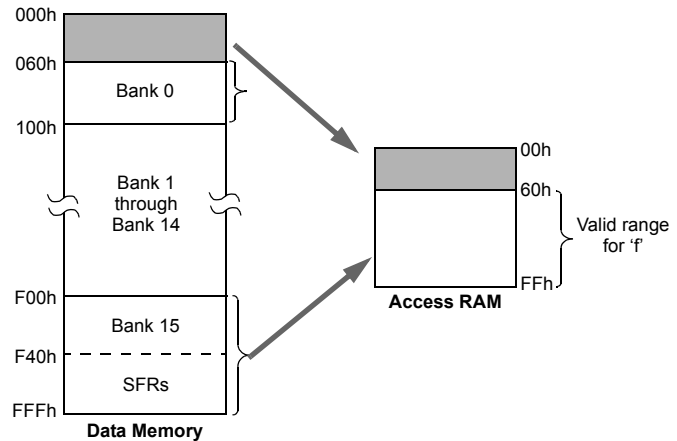 000h
060h
Bank 0
100h
Bank 1
through
Bank 14
F00h
Bank 15
F40h
SFRs
FFFh
Data Memory
00h
60h
Valid range
for ‘f’
FFh
Access RAM